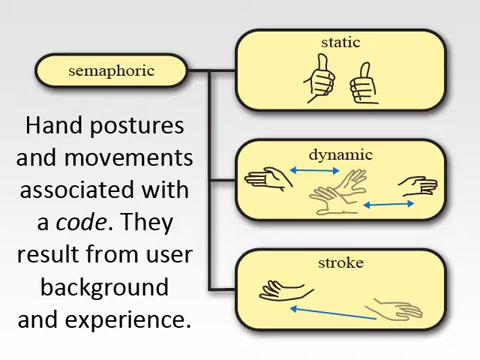 semaphoric
Hand postures
and movements
associated with
a code. They
result from user
background
and experience.
static
dynamic
stroke